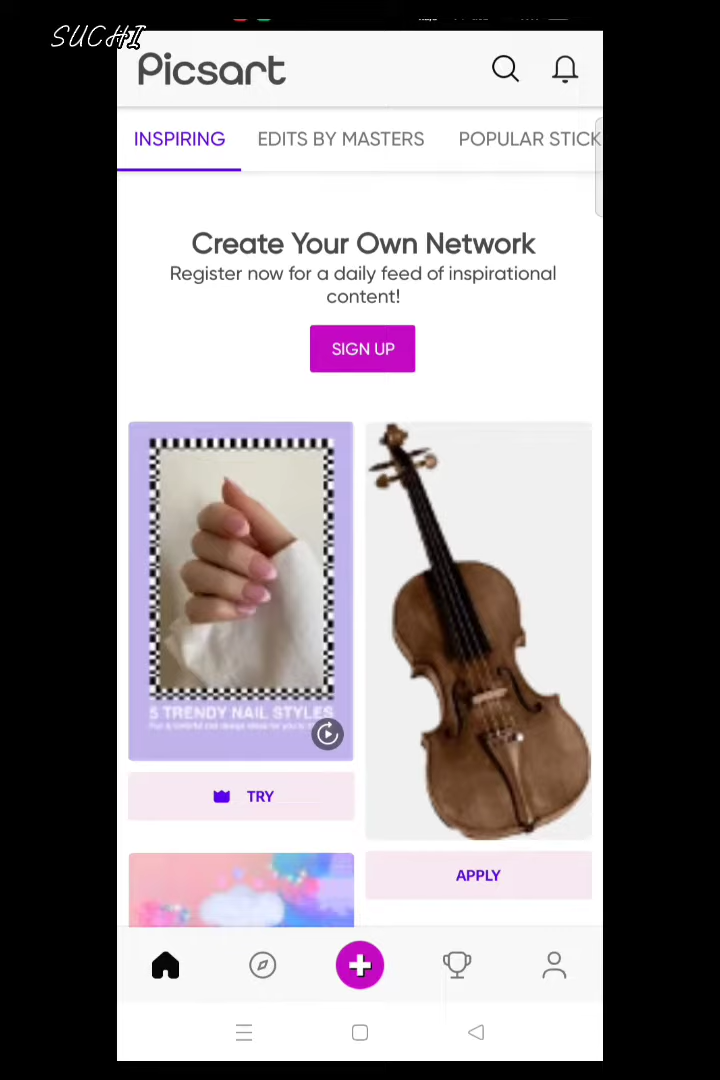 SUCHI
Picsart
INSPIRING EDITS BY MASTERS POPULAR STICK
Create Your Own Network
Register now for a daily feed of inspirational
content!
SIGN UP
5 TRENDY NAIL STYLES
TRY
APPLY